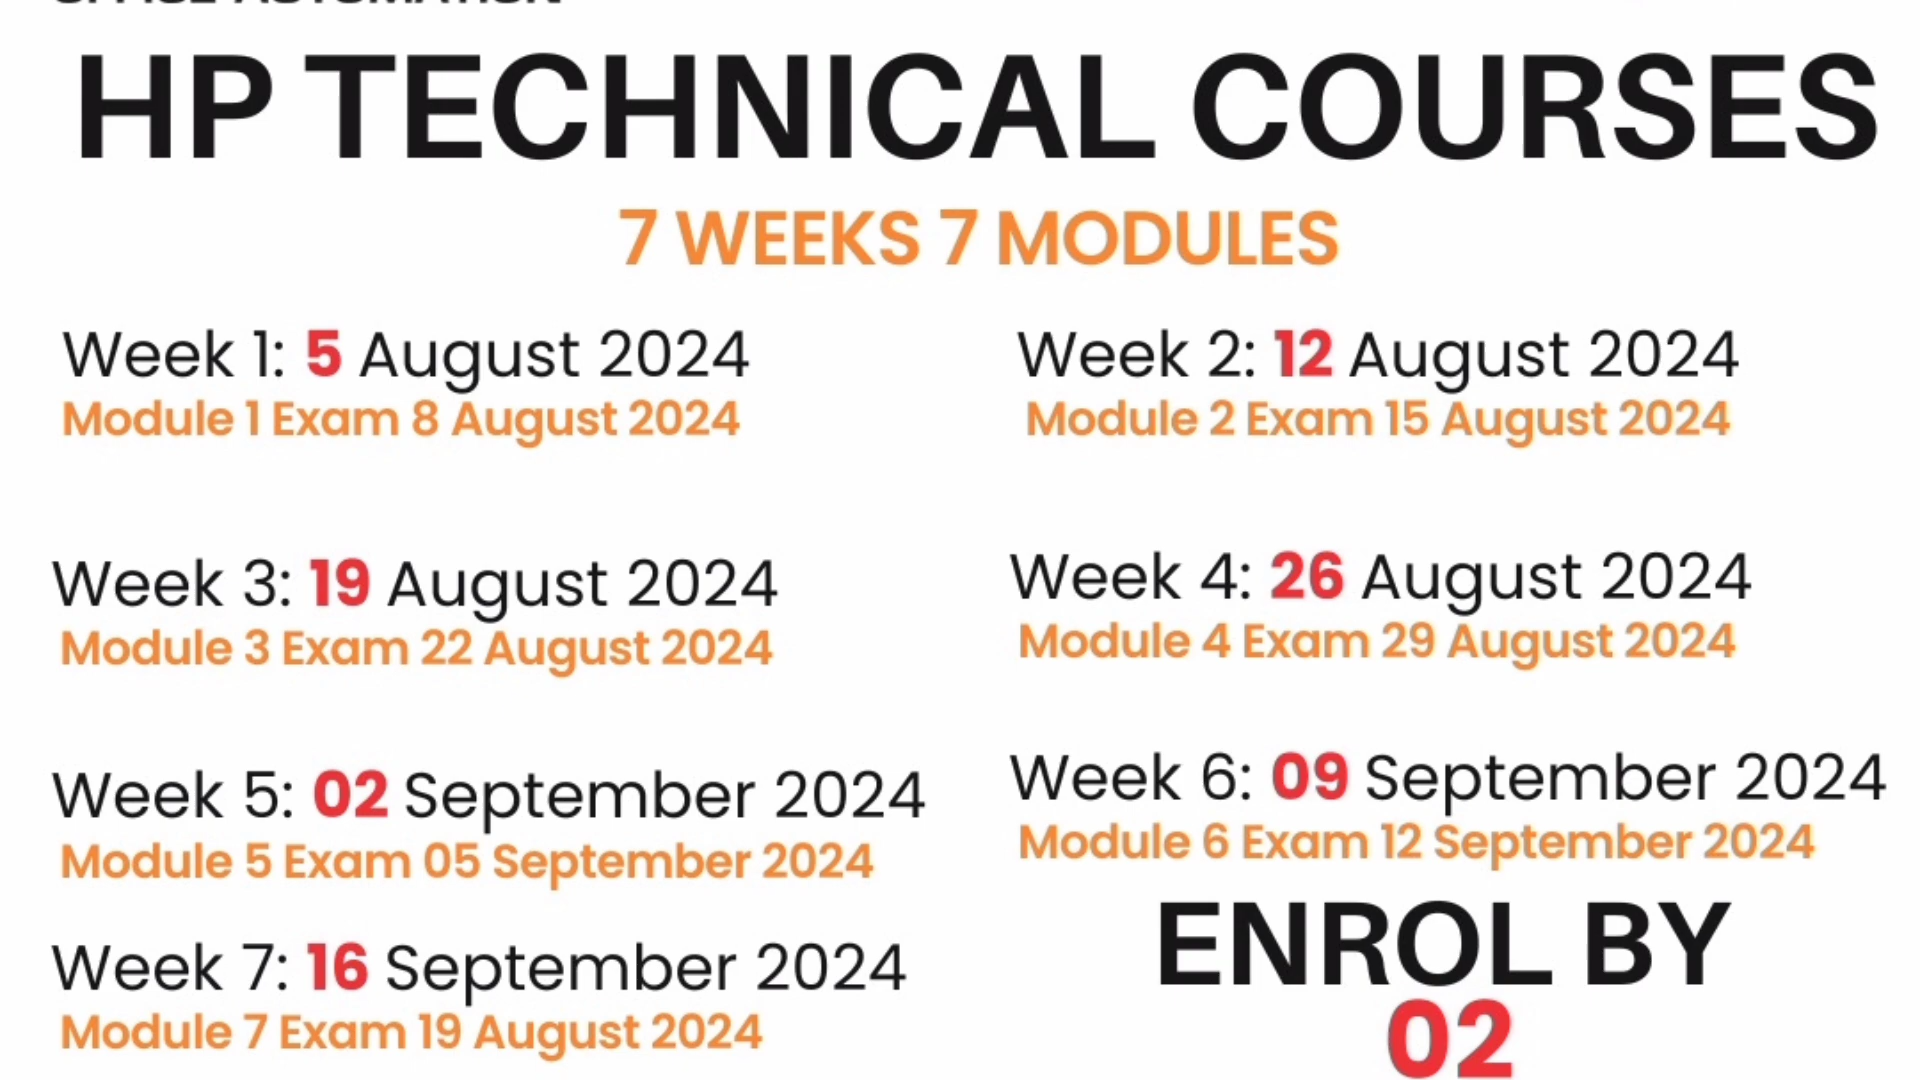 SPACE AUTOMATION
HP TECHNICAL COURSES
7 WEEKS 7 MODULES
Week 1: 5 August 2024
Module 1 Exam 8 August 2024
Week 2: 12 August 2024
Module 2 Exam 15 August 2024
Week 3: 19 August 2024
Module 3 Exam 22 August 2024
Week 4: 26 August 2024
Module 4 Exam 29 August 2024
Week 5: 02 September 2024
Module 5 Exam 05 September 2024
Week 6: 09 September 2024
Module 6 Exam 12 September 2024
Week 7: 16 September 2024
Module 7 Exam 19 August 2024
ENROL BY
02